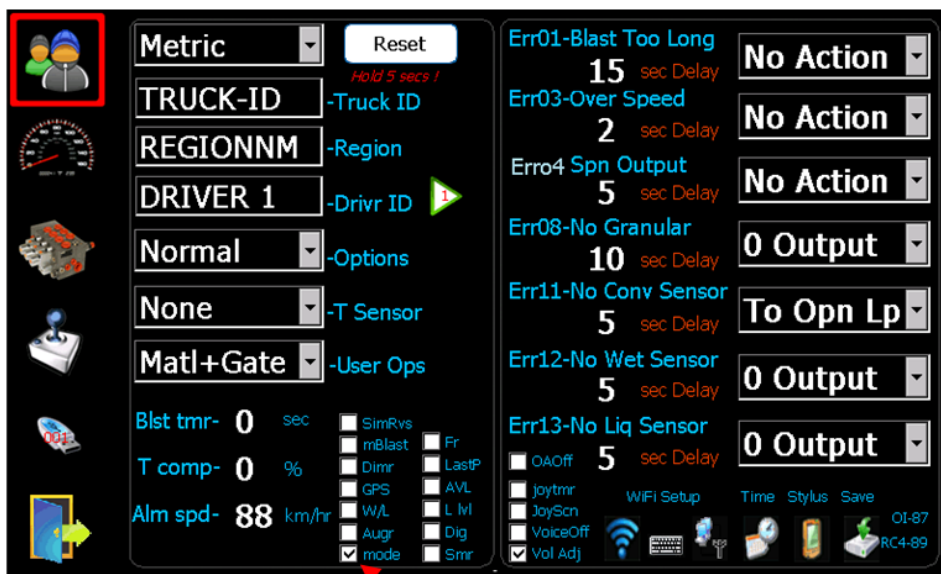 Metric
Reset
Hold 5 secs !
TRUCK-ID -Truck ID
REGIONNM -Region
DRIVER 1 -Drivr ID 1
Normal -Options
None -T Sensor
Matl+Gate -User Ops
Blst tmr- 0 sec
T comp- 0 %
Alm spd- 88 km/hr
SimRvs
mBlast Fr
Dimr LastP
GPS AVL
W/L L lvl
Augr Dig
mode Smr
001
Err01-Blast Too Long
15 sec Delay No Action
Err03-Over Speed
2 sec Delay No Action
Erro4 Spn Output
5 sec Delay No Action
Err08-No Granular
10 sec Delay 0 Output
Err11-No Conv Sensor
5 sec Delay To Opn Lp
Err12-No Wet Sensor
5 sec Delay 0 Output
Err13-No Liq Sensor
5 sec Delay 0 Output
OAOff
joytmr
JoyScn
VoiceOff
Vol Adj
WiFi Setup Time Stylus Save
OI-87
RC4-89